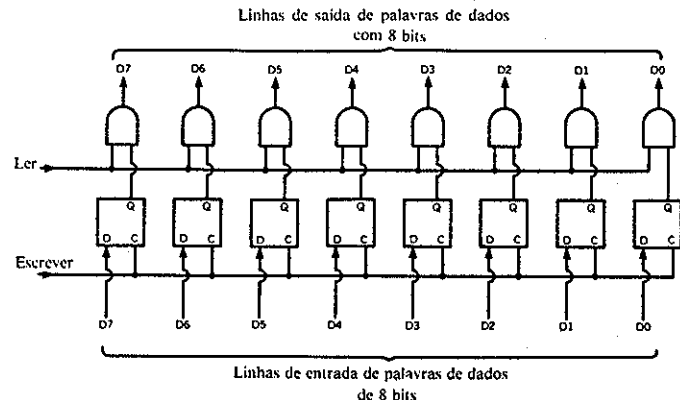 Linhas de saída de palavras de dados
com 8 bits
D7 D6 D5 D4 D3 D2 D1 D0
Ler
Q Q Q Q Q Q Q Q
D C D C D C D C D C D C D C D C
Escrever
D7 D6 D5 D4 D3 D2 D1 D0
Linhas de entrada de palavras de dados
de 8 bits